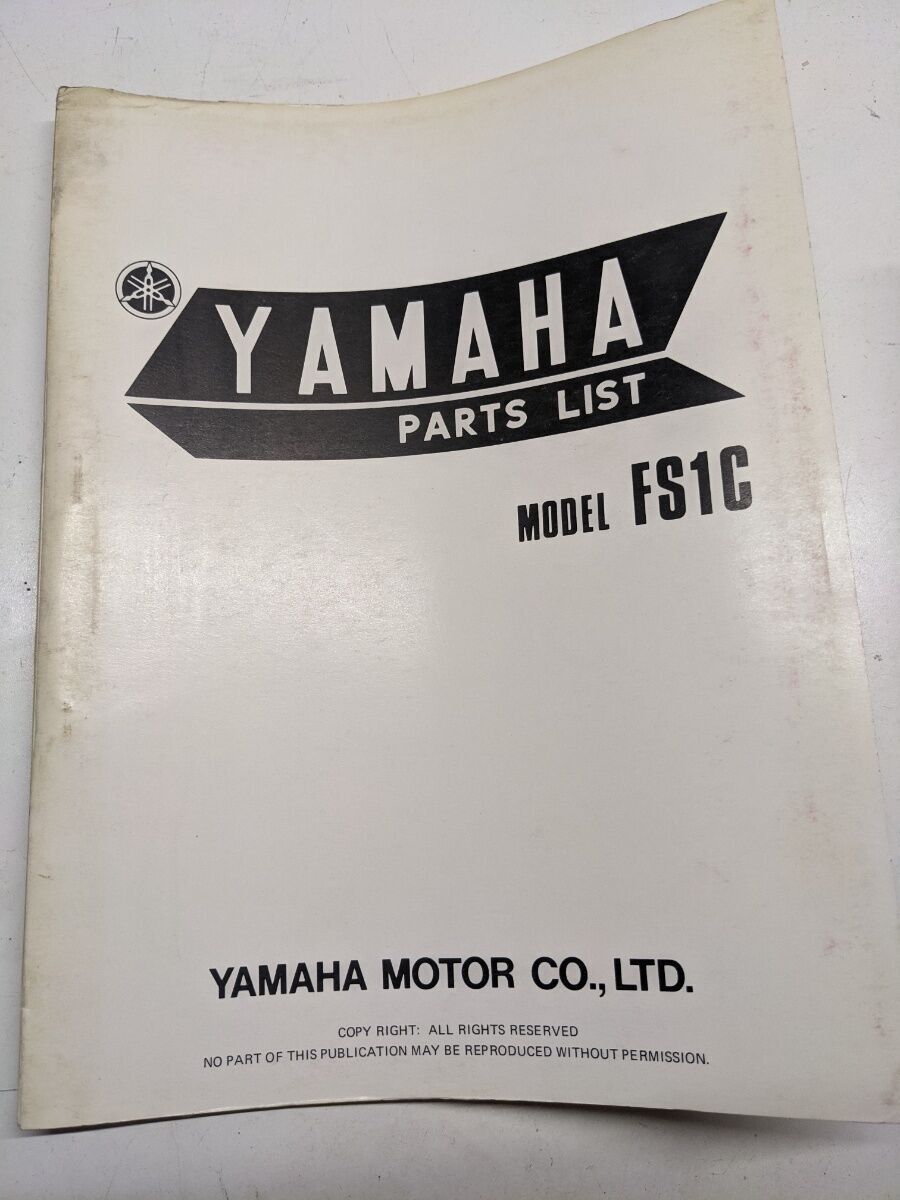 YAMAHA
PARTS LIST
MODEL FS1C
YAMAHA MOTOR CO., LTD.
COPY RIGHT: ALL RIGHTS RESERVED
NO PART OF THIS PUBLICATION MAY BE REPRODUCED WITHOUT PERMISSION.